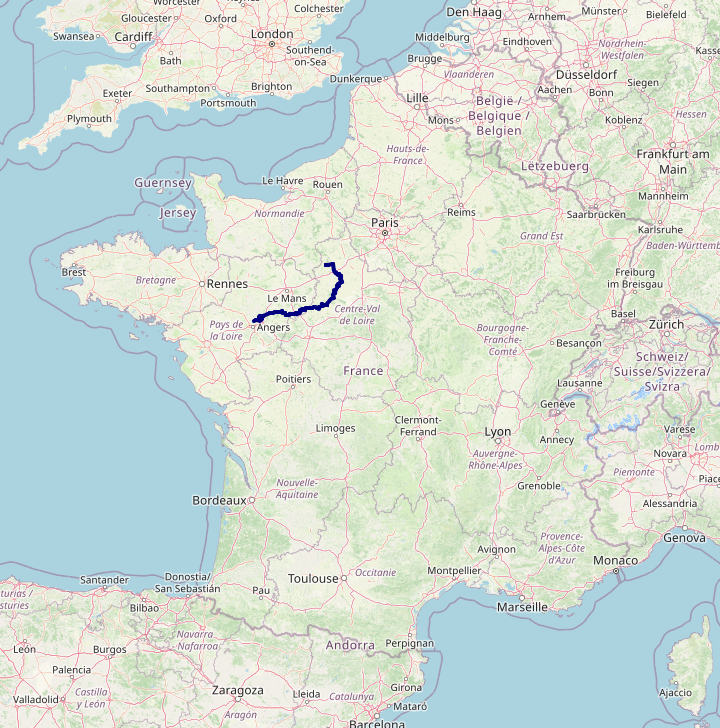 Worcester
Gloucester
Oxford
Colchester
Den Haag
Arnhem
Münster
Bielefeld
Swansea
Cardiff
London
Middelburg
Eindhoven
Nordrhein-
Westfalen
Kasse
Bath
Southend-
on-Sea
Brugge
Vlaanderen
Düsseldorf
Exeter
Southampton
Brighton
Dunkerque
Aachen
Siegen
Portsmouth
Lille
België /
Belgique /
Belgien
Bonn
Plymouth
Mons
Koblenz
Hessen
Hauts-de-
France
Lëtzebuerg
Frankfurt am
Main
Guernsey
Le Havre
Rouen
Mannheim
Jersey
Normandie
Reims
Saarbrücken
Paris
Karlsruhe
Grand Est
Baden-Württemb
Brest
Bretagne
Rennes
Freiburg
im Breisgau
Le Mans
Centre-Val
de Loire
Basel
Pays de
la Loire
Angers
Bourgogne-
Franche-
Comté
Zürich
Besançon
Schweiz/
Suisse/Svizzera/
Svizra
France
Poitiers
Lausanne
Genève
Limoges
Clermont-
Ferrand
Lyon
Annecy
Varese
Auvergne-
Rhône-Alpes
Novara
Lomb
Piemonte
Nouvelle-
Aquitaine
Grenoble
Piace
Bordeaux
Alessandria
Genova
Provence-
Alpes-Côte
d'Azur
Avignon
Monaco
Santander
Donostia/
San Sebastián
Toulouse
Occitanie
Montpellier
turias /
sturies
Bilbao
Pau
Marseille
León
Burgos
Navarra
Nafarroa
Andorra
Perpignan
Palencia
Girona
Ajaccio
Valladolid
Castilla
y León
Zaragoza
Lleida
Catalunya
Mataró
Aragón
Barcelona